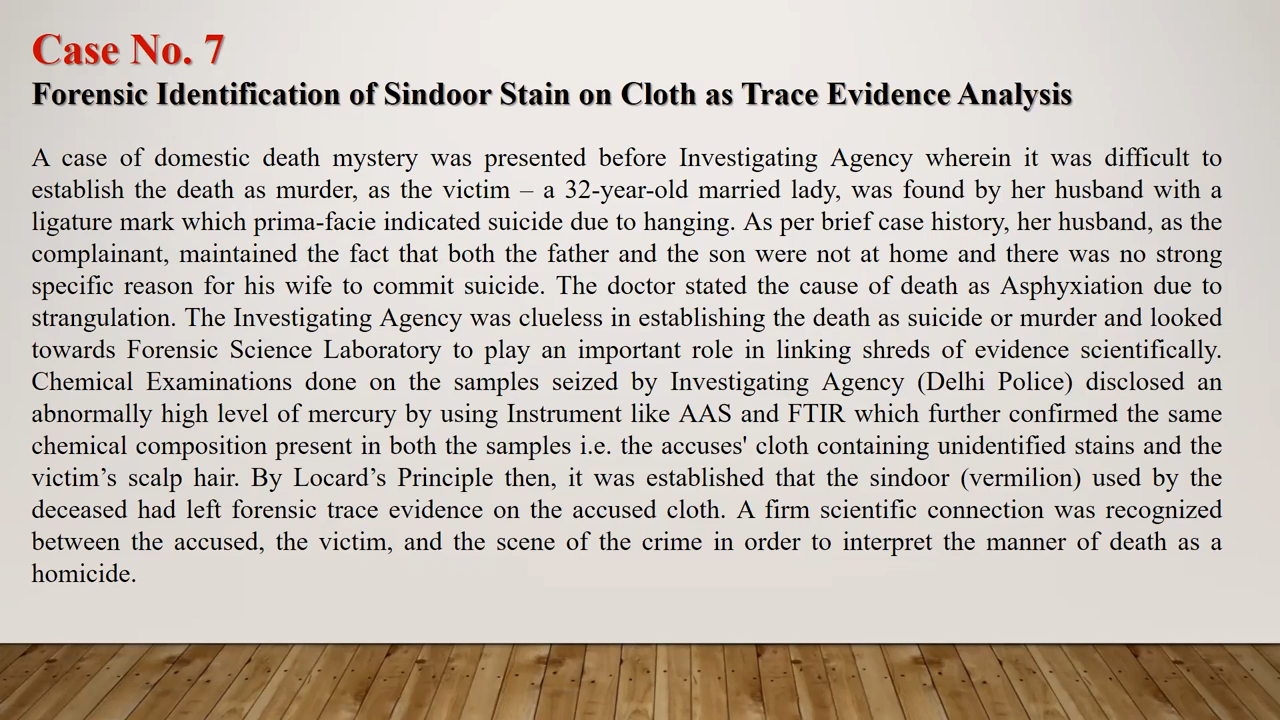 Case No. 7
Forensic Identification of Sindoor Stain on Cloth as Trace Evidence Analysis
A case of domestic death mystery was presented before Investigating Agency wherein it was difficult to
establish the death as murder, as the victim – a 32-year-old married lady, was found by her husband with a
ligature mark which prima-facie indicated suicide due to hanging. As per brief case history, her husband, as the
complainant, maintained the fact that both the father and the son were not at home and there was no strong
specific reason for his wife to commit suicide. The doctor stated the cause of death as Asphyxiation due to
strangulation. The Investigating Agency was clueless in establishing the death as suicide or murder and looked
towards Forensic Science Laboratory to play an important role in linking shreds of evidence scientifically.
Chemical Examinations done on the samples seized by Investigating Agency (Delhi Police) disclosed an
abnormally high level of mercury by using Instrument like AAS and FTIR which further confirmed the same
chemical composition present in both the samples i.e. the accuses' cloth containing unidentified stains and the
victim’s scalp hair. By Locard’s Principle then, it was established that the sindoor (vermilion) used by the
deceased had left forensic trace evidence on the accused cloth. A firm scientific connection was recognized
between the accused, the victim, and the scene of the crime in order to interpret the manner of death as a
homicide.